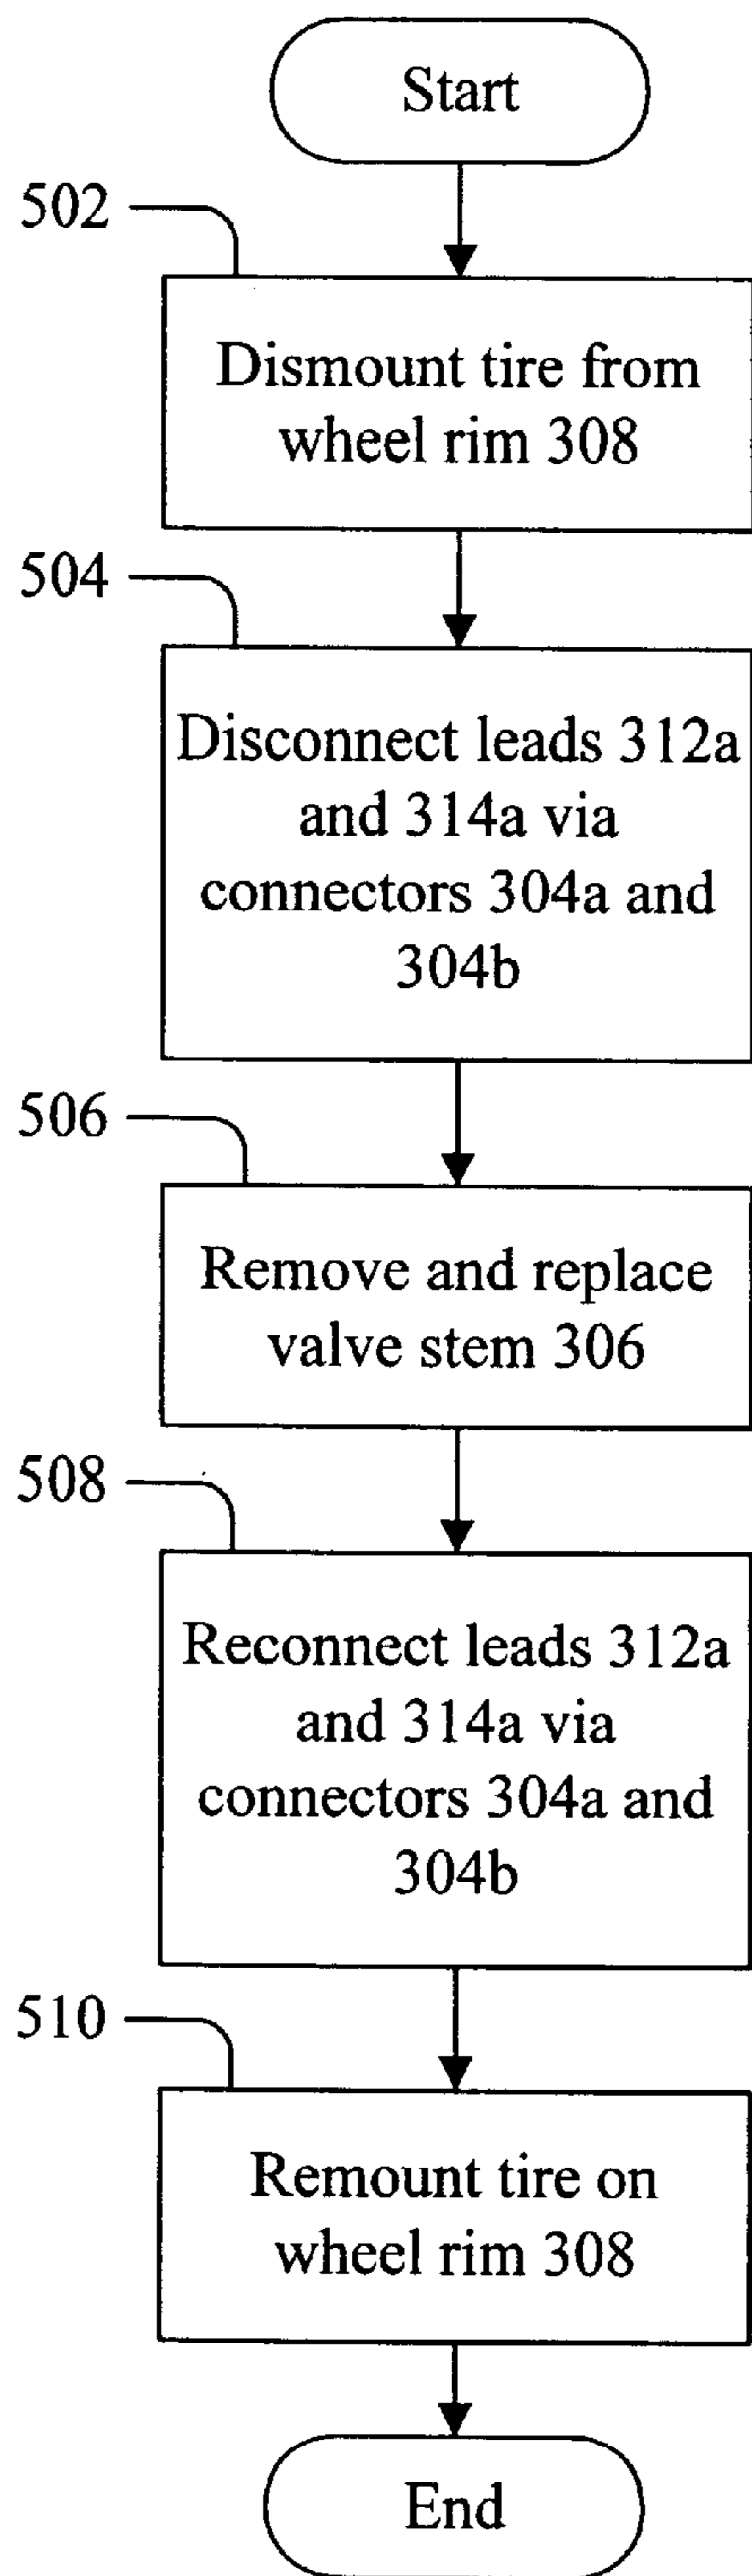 Start
502
Dismount tire from
wheel rim 308
504
Disconnect leads 312a
and 314a via
connectors 304a and
304b
506
Remove and replace
valve stem 306
508
Reconnect leads 312a
and 314a via
connectors 304a and
304b
510
Remount tire on
wheel rim 308
End